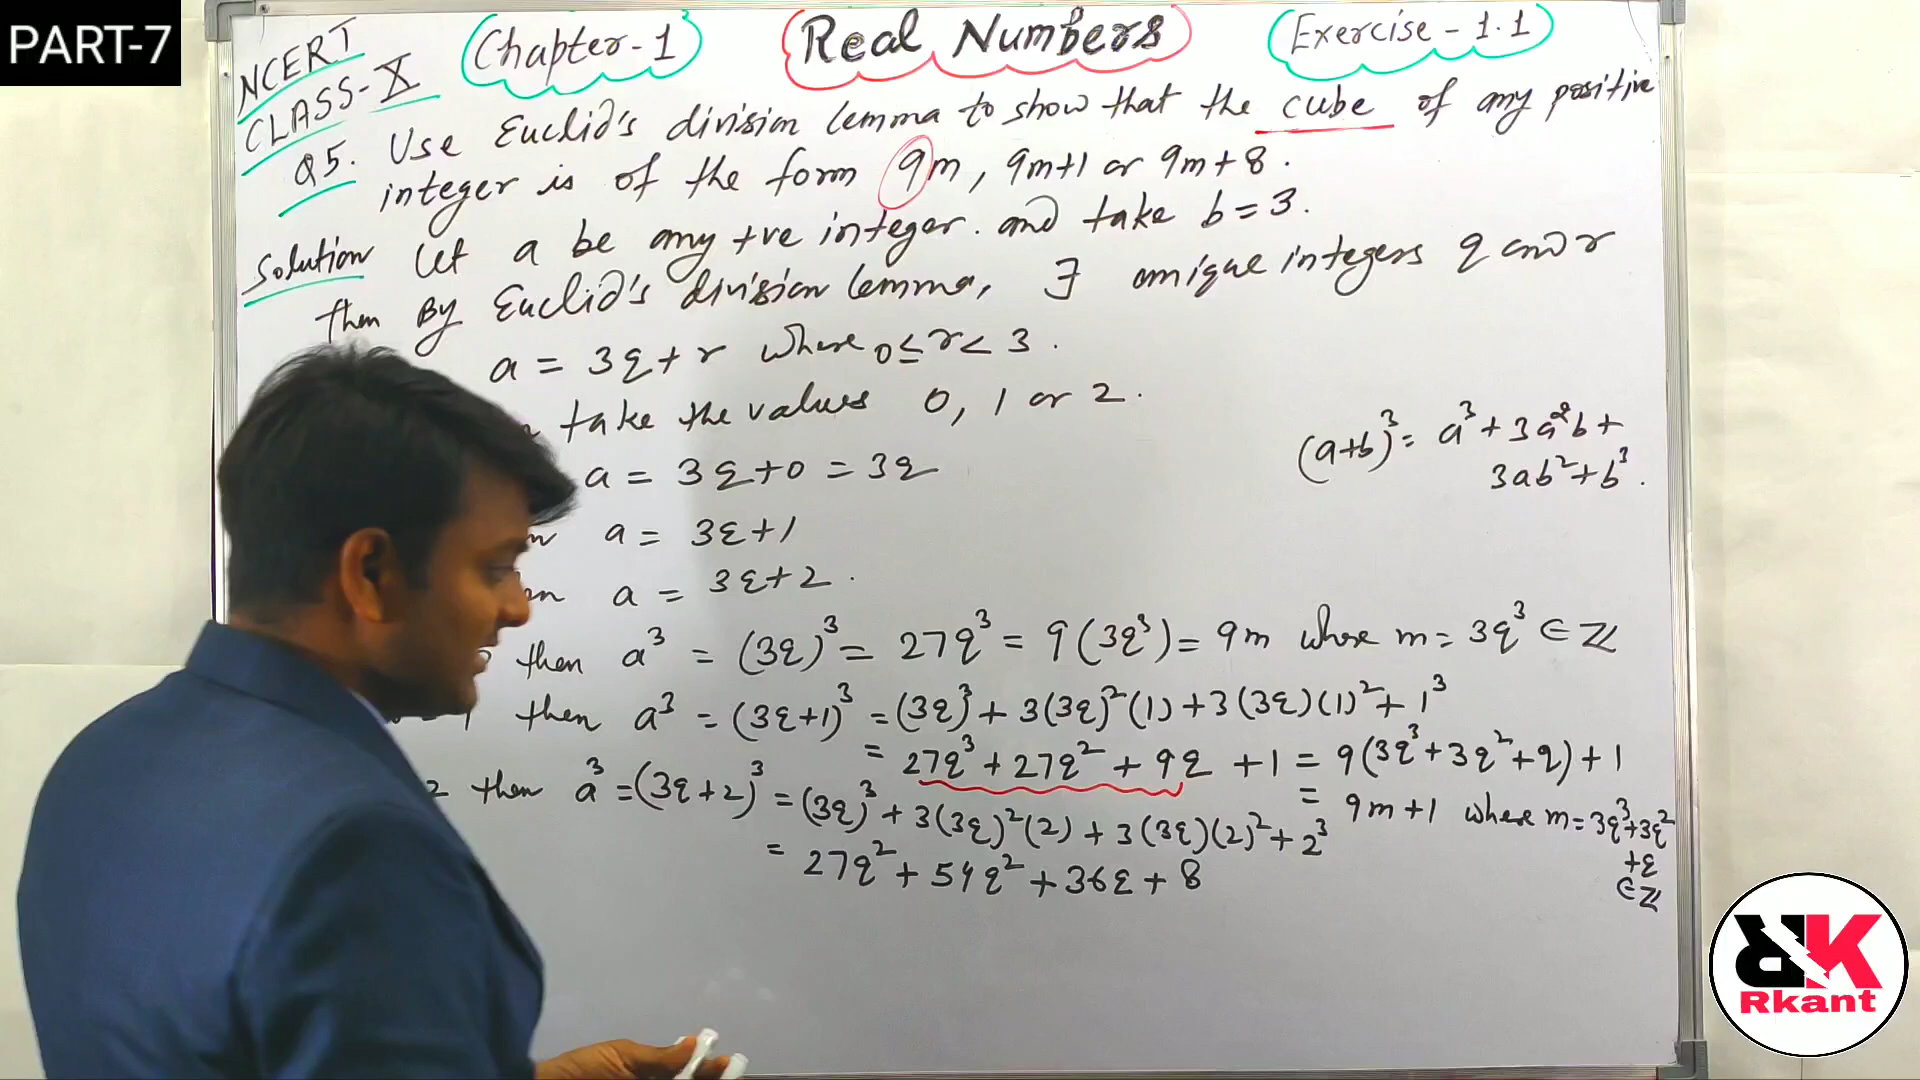 PART-7
NCERT
CLASS-X
Chapter-1 Real Numbers Exercise-1.1
Q5. Use Euclid's division lemma to show that the cube of any positive
integer is of the form 9m, 9m+1 or 9m+8.
Solution Let a be any +ve integer. and take b=3.
then By Euclid's division lemma, ∃ unique integers q and r
a = 3q+r where 0≤r<3.
take the values 0, 1 or 2.
a = 3q+0 = 3q
a = 3q+1
a = 3q+2.
(a+b)³= a³+3a²b+
3ab²+b³.
then a³ = (3q)³= 27q³ = 9(3q³)= 9m where m= 3q³ ∈ ℤ
then a³ = (3q+1)³ = (3q)³+3(3q)²(1)+3(3q)(1)²+1³
= 27q³+27q²+9q +1 = 9(3q³+3q²+q)+1
= 9m+1 where m=3q³+3q²
+q
∈ℤ
2 then a³=(3q+2)³=(3q)³+3(3q)²(2)+3(3q)(2)²+2³
= 27q²+54q²+36q+8
RK
Rkant